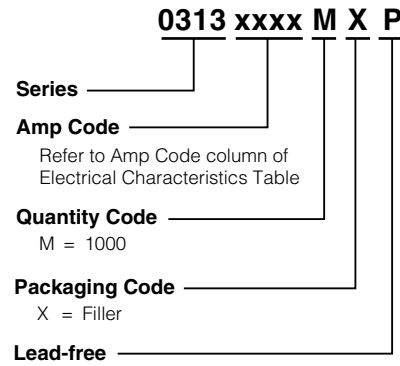 0313 xxxx M X P
Series
Amp Code
Refer to Amp Code column of
Electrical Characteristics Table
Quantity Code
M = 1000
Packaging Code
X = Filler
Lead-free